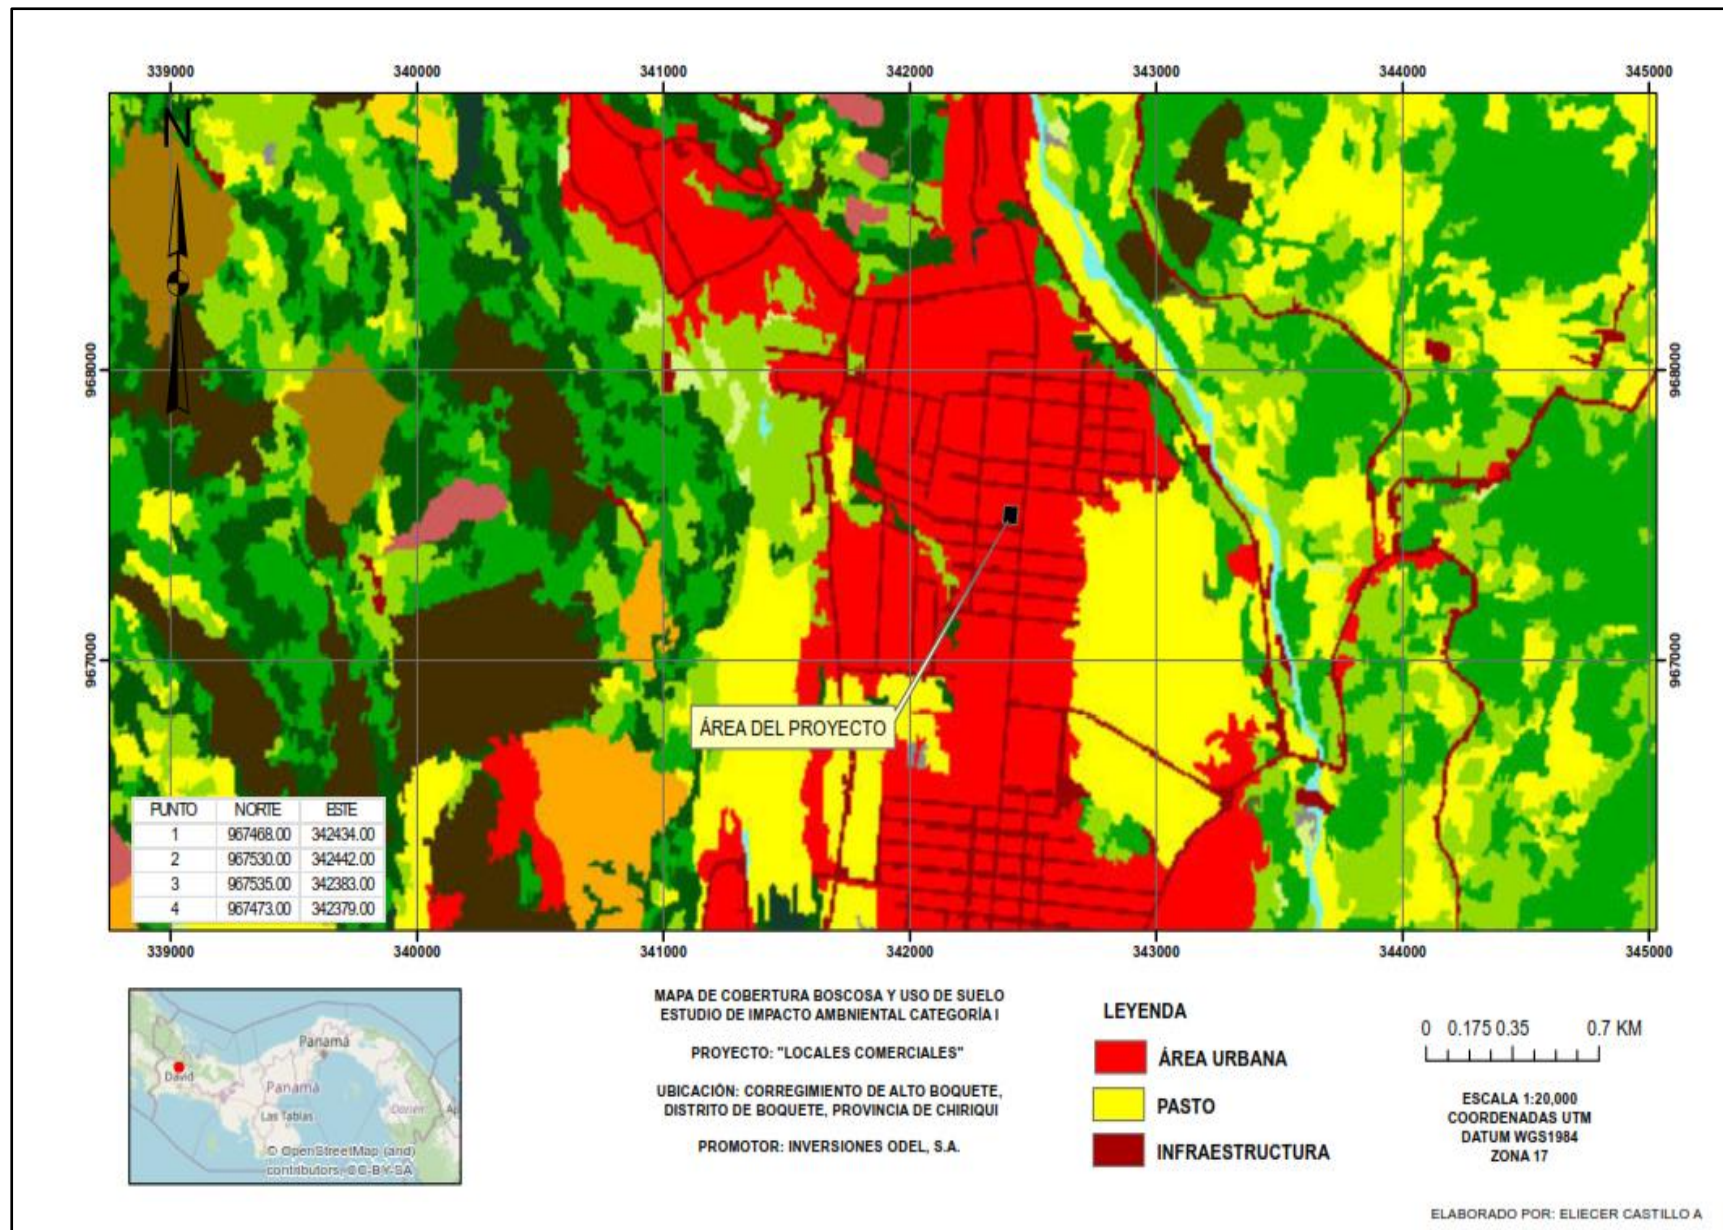 339000 340000 341000 342000 343000 344000 345000
N
968000 968000
967000 967000
ÁREA DEL PROYECTO
PUNTO NORTE ESTE
1 967468.00 342434.00
2 967530.00 342442.00
3 967535.00 342383.00
4 967473.00 342379.00
339000 340000 341000 342000 343000 344000 345000
Panamá
David
Panamá
Las Tablas
Darién
© OpenStreetMap (and)
contributors, CC-BY-SA
MAPA DE COBERTURA BOSCOSA Y USO DE SUELO
ESTUDIO DE IMPACTO AMBNIENTAL CATEGORÍA I
PROYECTO: "LOCALES COMERCIALES"
UBICACIÓN: CORREGIMIENTO DE ALTO BOQUETE,
DISTRITO DE BOQUETE, PROVINCIA DE CHIRIQUI
PROMOTOR: INVERSIONES ODEL, S.A.
LEYENDA
ÁREA URBANA
PASTO
INFRAESTRUCTURA
0 0.175 0.35 0.7 KM
ESCALA 1:20,000
COORDENADAS UTM
DATUM WGS1984
ZONA 17
ELABORADO POR: ELIECER CASTILLO A